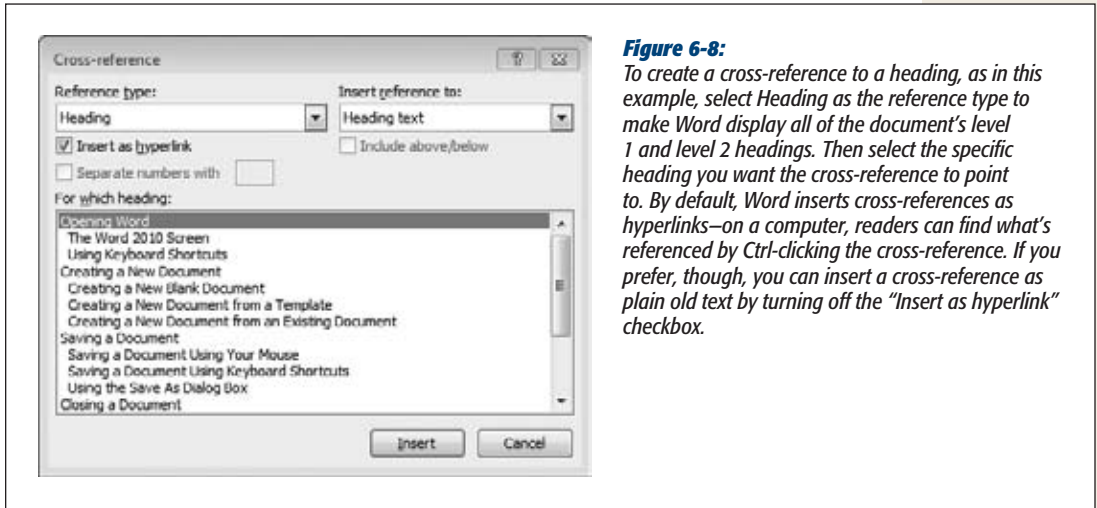 Cross-reference
Reference type:
Insert reference to:
Heading
Heading text
Insert as hyperlink
Include above/below
Separate numbers with
For which heading:
Opening Word
The Word 2010 Screen
Using Keyboard Shortcuts
Creating a New Document
Creating a New Blank Document
Creating a New Document from a Template
Creating a New Document from an Existing Document
Saving a Document
Saving a Document Using Your Mouse
Saving a Document Using Keyboard Shortcuts
Using the Save As Dialog Box
Closing a Document
Insert
Cancel
Figure 6-8:
To create a cross-reference to a heading, as in this
example, select Heading as the reference type to
make Word display all of the document’s level
1 and level 2 headings. Then select the specific
heading you want the cross-reference to point
to. By default, Word inserts cross-references as
hyperlinks—on a computer, readers can find what’s
referenced by Ctrl-clicking the cross-reference. If you
prefer, though, you can insert a cross-reference as
plain old text by turning off the “Insert as hyperlink”
checkbox.